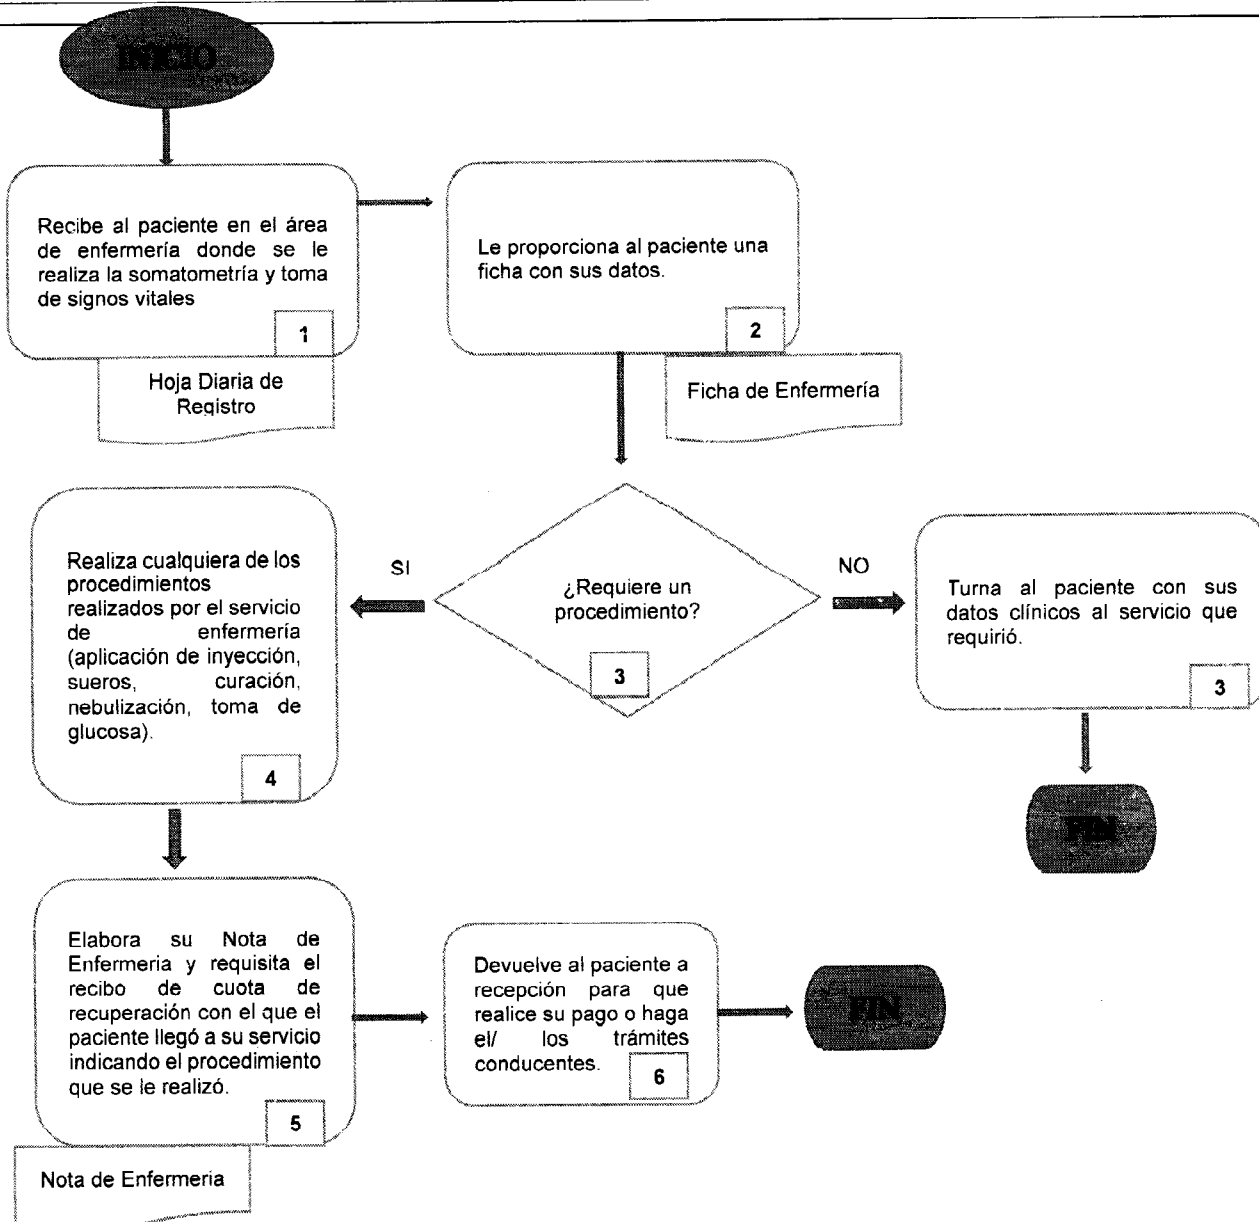 INICIO
Recibe al paciente en el área
de enfermería donde se le
realiza la somatometría y toma
de signos vitales
1
Hoja Diaria de
Registro
Le proporciona al paciente una
ficha con sus datos.
2
Ficha de Enfermería
¿Requiere un
procedimiento?
3
SI
NO
Turna al paciente con sus
datos clínicos al servicio que
requirió.
3
FIN
Realiza cualquiera de los
procedimientos
realizados por el servicio
de enfermería
(aplicación de inyección,
sueros, curación,
nebulización, toma de
glucosa).
4
Elabora su Nota de
Enfermeria y requisita el
recibo de cuota de
recuperación con el que el
paciente llegó a su servicio
indicando el procedimiento
que se le realizó.
5
Nota de Enfermeria
Devuelve al paciente a
recepción para que
realice su pago o haga
el/ los trámites
conducentes.
6
FIN